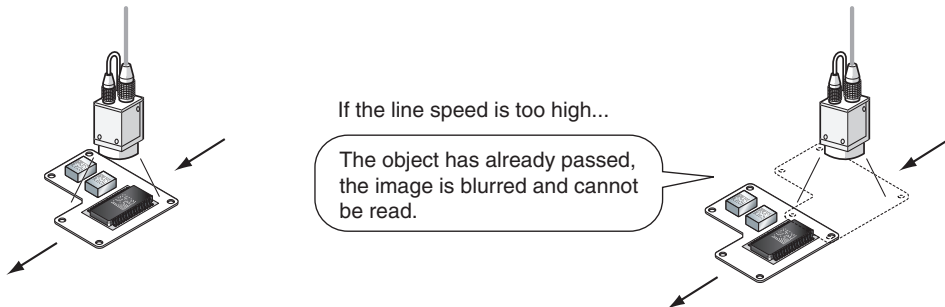 If the line speed is too high...
The object has already passed,
the image is blurred and cannot
be read.